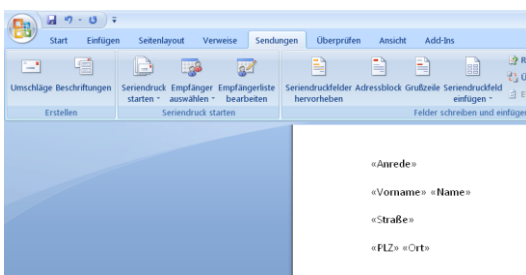 Start Einfügen Seitenlayout Verweise Sendungen Überprüfen Ansicht Add-Ins
Umschläge Beschriftungen Seriendruck starten Empfänger auswählen Empfängerliste bearbeiten Seriendruckfelder hervorheben Adressblock Grußzeile Seriendruckfeld einfügen
Erstellen Seriendruck starten Felder schreiben und einfügen
«Anrede»
«Vorname» «Name»
«Straße»
«PLZ» «Ort»